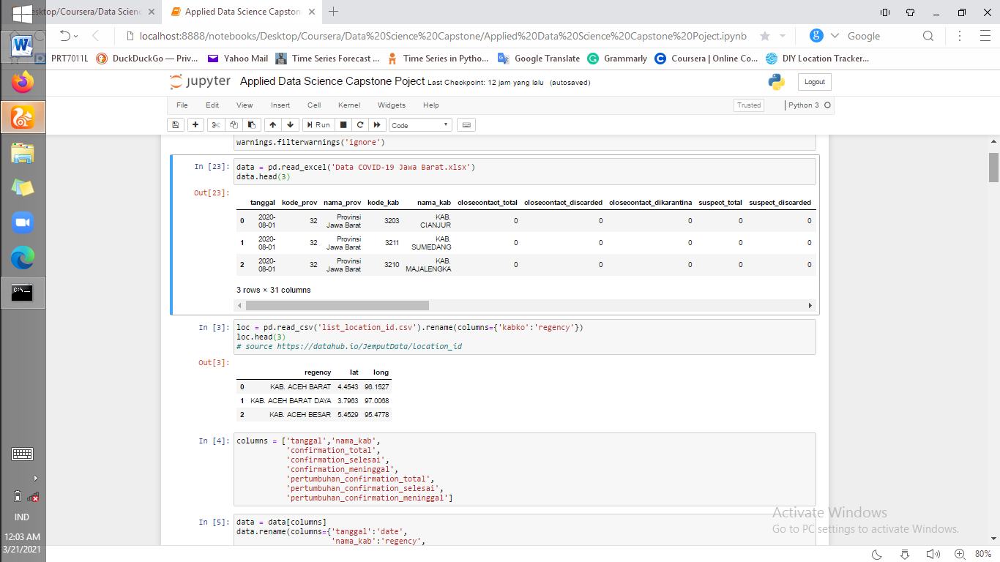 esktop/Coursera/Data Scienc
Applied Data Science Capston
localhost:8888/notebooks/Desktop/Coursera/Data%20Science%20Capstone/Applied%20Data%20Science%20Capstone%20Poject.ipynb
Google
PRT7011L
DuckDuckGo — Priv...
Yahoo Mail
Time Series Forecast ...
Time Series in Pytho...
Google Translate
Grammarly
Coursera | Online Co...
DIY Location Tracker...
jupyter Applied Data Science Capstone Poject Last Checkpoint: 12 jam yang lalu (autosaved)
Logout
File Edit View Insert Cell Kernel Widgets Help
Trusted
Python 3
Run
Code
warnings.filterwarnings('ignore')
In [23]: data = pd.read_excel('Data COVID-19 Jawa Barat.xlsx')
data.head(3)
Out[23]:
tanggal kode_prov nama_prov kode_kab nama_kab closecontact_total closecontact_discarded closecontact_dikarantina suspect_total suspect_discarded
0 2020-08-01 32 Provinsi Jawa Barat 3203 KAB. CIANJUR 0 0 0 0 0
1 2020-08-01 32 Provinsi Jawa Barat 3211 KAB. SUMEDANG 0 0 0 0 0
2 2020-08-01 32 Provinsi Jawa Barat 3210 KAB. MAJALENGKA 0 0 0 0 0
3 rows × 31 columns
In [3]: loc = pd.read_csv('list_location_id.csv').rename(columns={'kabko':'regency'})
loc.head(3)
# source https://datahub.io/JemputData/location_id
Out[3]:
regency lat long
0 KAB. ACEH BARAT 4.4543 96.1527
1 KAB. ACEH BARAT DAYA 3.7963 97.0068
2 KAB. ACEH BESAR 5.4529 95.4778
In [4]: columns = ['tanggal','nama_kab',
'confirmation_total',
'confirmation_selesai',
'confirmation_meninggal',
'pertumbuhan_confirmation_total',
'pertumbuhan_confirmation_selesai',
'pertumbuhan_confirmation_meninggal']
In [5]: data = data[columns]
data.rename(columns={'tanggal':'date',
'nama_kab':'regency',
Activate Windows
Go to PC settings to activate Windows.
IND
12:03 AM
3/21/2021
80%